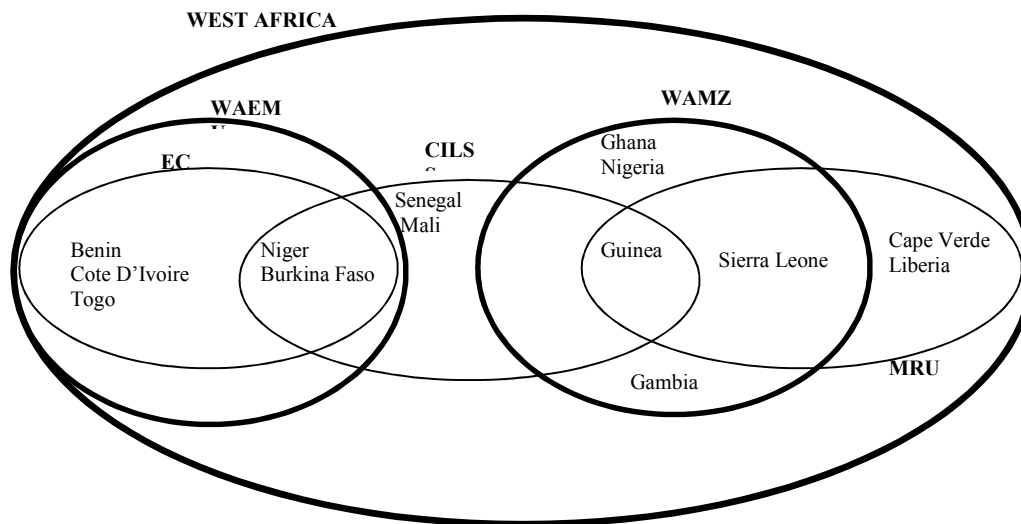 WEST AFRICA
WAEM
WAMZ
EC
CILS
Ghana
Nigeria
Senegal
Mali
Benin
Cote D’Ivoire
Togo
Niger
Burkina Faso
Guinea
Sierra Leone
Cape Verde
Liberia
MRU
Gambia